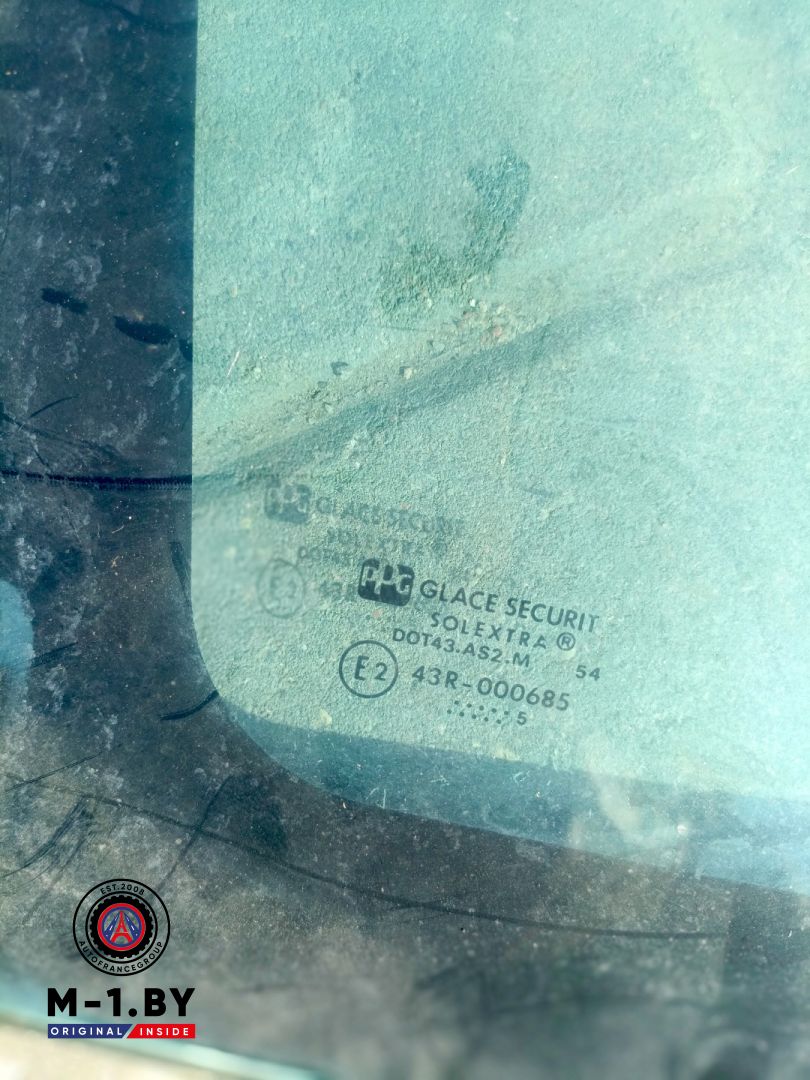 PPG GLACE SECURIT
SOLEXTRA®
DOT43.AS2.M 54
E2 43R-000685
5
EST.2008
AUTOFRANCEGROUP
M-1.BY
ORIGINAL INSIDE